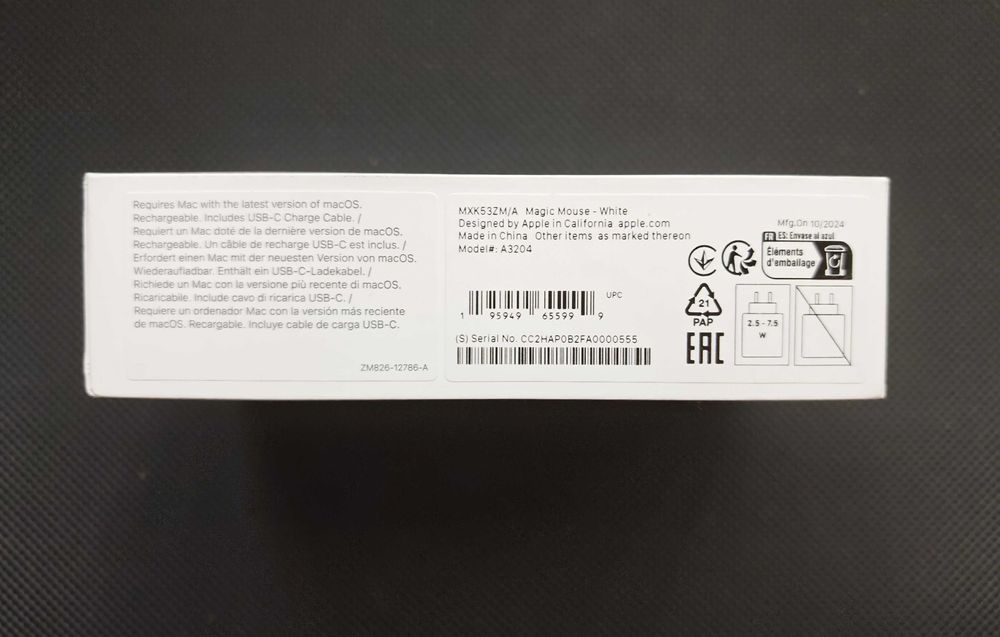 Requires Mac with the latest version of macOS.
Rechargeable. Includes USB-C Charge Cable. /
Requiert un Mac doté de la dernière version de macOS.
Rechargeable. Un câble de recharge USB-C est inclus. /
Erfordert einen Mac mit der neuesten Version von macOS.
Wiederaufladbar. Enthält ein USB-C-Ladekabel. /
Richiede un Mac con la versione più recente di macOS.
Ricaricabile. Include cavo di ricarica USB-C. /
Requiere un ordenador Mac con la versión más reciente
de macOS. Recargable. Incluye cable de carga USB-C.
ZM826-12786-A
MXK53ZM/A Magic Mouse - White
Designed by Apple in California apple.com
Made in China Other items as marked thereon
Model#: A3204
UPC
1 95949 65599 9
(S) Serial No. CC2HAP0B2FA0000555
Mfg.On 10/2024
FR ES: Envase al azul
Éléments
d'emballage
21
PAP
EAC
2.5 - 7.5
W